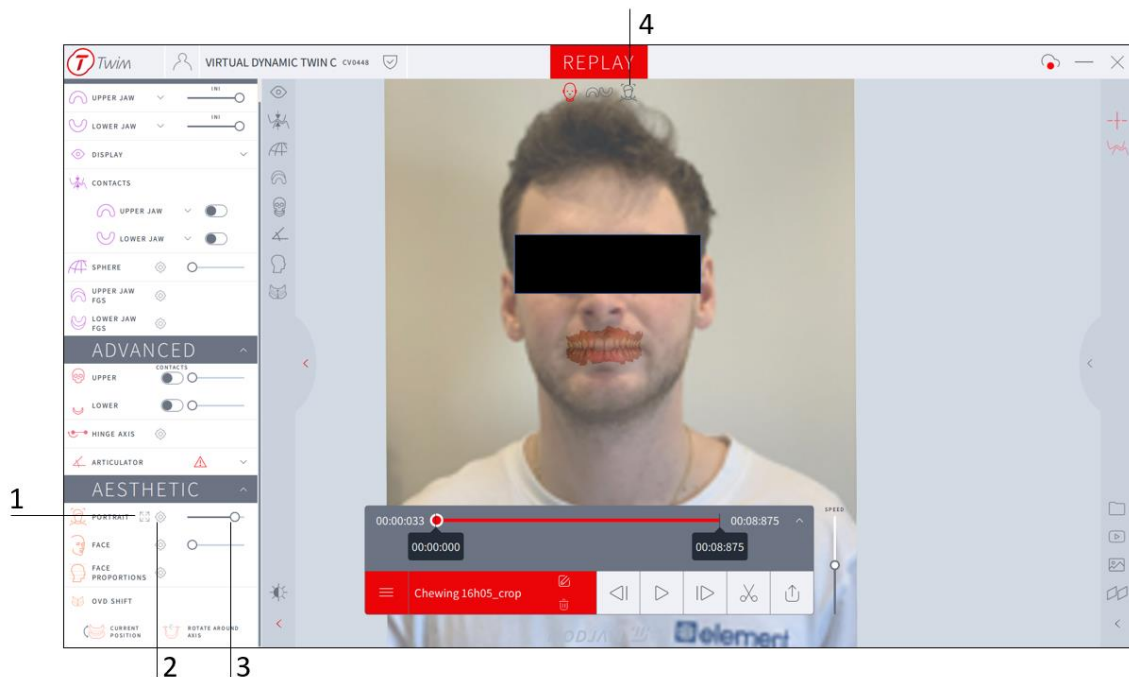 4
Twim
VIRTUAL DYNAMIC TWIN C CV0448
REPLAY
UPPER JAW
INI
LOWER JAW
INI
DISPLAY
CONTACTS
UPPER JAW
LOWER JAW
SPHERE
UPPER JAW
FGS
LOWER JAW
FGS
ADVANCED
CONTACTS
UPPER
LOWER
HINGE AXIS
ARTICULATOR
AESTHETIC
1
PORTRAIT
FACE
FACE
PROPORTIONS
OVD SHIFT
CURRENT
POSITION
ROTATE AROUND
AXIS
2
3
00:00:033
00:08:875
SPEED
00:00:000
00:08:875
Chewing 16h05_crop
element